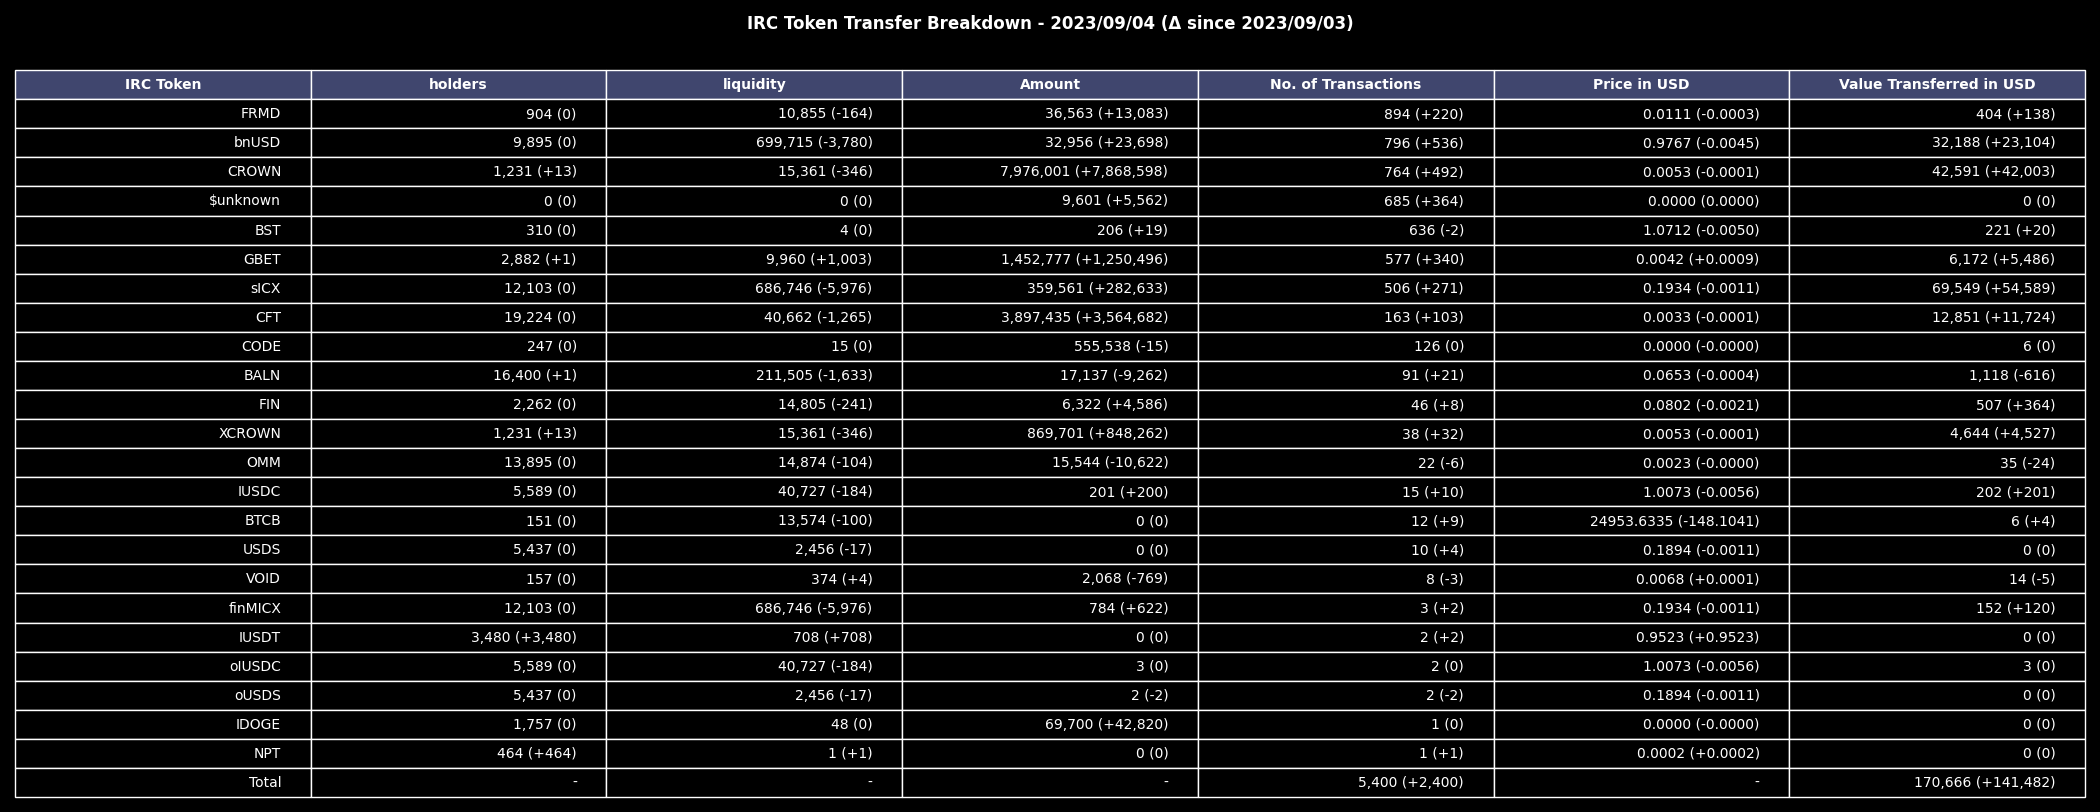 IRC Token Transfer Breakdown - 2023/09/04 (Δ since 2023/09/03)
IRC Token holders liquidity Amount No. of Transactions Price in USD Value Transferred in USD
FRMD 904 (0) 10,855 (-164) 36,563 (+13,083) 894 (+220) 0.0111 (-0.0003) 404 (+138)
bnUSD 9,895 (0) 699,715 (-3,780) 32,956 (+23,698) 796 (+536) 0.9767 (-0.0045) 32,188 (+23,104)
CROWN 1,231 (+13) 15,361 (-346) 7,976,001 (+7,868,598) 764 (+492) 0.0053 (-0.0001) 42,591 (+42,003)
$unknown 0 (0) 0 (0) 9,601 (+5,562) 685 (+364) 0.0000 (0.0000) 0 (0)
BST 310 (0) 4 (0) 206 (+19) 636 (-2) 1.0712 (-0.0050) 221 (+20)
GBET 2,882 (+1) 9,960 (+1,003) 1,452,777 (+1,250,496) 577 (+340) 0.0042 (+0.0009) 6,172 (+5,486)
sICX 12,103 (0) 686,746 (-5,976) 359,561 (+282,633) 506 (+271) 0.1934 (-0.0011) 69,549 (+54,589)
CFT 19,224 (0) 40,662 (-1,265) 3,897,435 (+3,564,682) 163 (+103) 0.0033 (-0.0001) 12,851 (+11,724)
CODE 247 (0) 15 (0) 555,538 (-15) 126 (0) 0.0000 (-0.0000) 6 (0)
BALN 16,400 (+1) 211,505 (-1,633) 17,137 (-9,262) 91 (+21) 0.0653 (-0.0004) 1,118 (-616)
FIN 2,262 (0) 14,805 (-241) 6,322 (+4,586) 46 (+8) 0.0802 (-0.0021) 507 (+364)
XCROWN 1,231 (+13) 15,361 (-346) 869,701 (+848,262) 38 (+32) 0.0053 (-0.0001) 4,644 (+4,527)
OMM 13,895 (0) 14,874 (-104) 15,544 (-10,622) 22 (-6) 0.0023 (-0.0000) 35 (-24)
IUSDC 5,589 (0) 40,727 (-184) 201 (+200) 15 (+10) 1.0073 (-0.0056) 202 (+201)
BTCB 151 (0) 13,574 (-100) 0 (0) 12 (+9) 24953.6335 (-148.1041) 6 (+4)
USDS 5,437 (0) 2,456 (-17) 0 (0) 10 (+4) 0.1894 (-0.0011) 0 (0)
VOID 157 (0) 374 (+4) 2,068 (-769) 8 (-3) 0.0068 (+0.0001) 14 (-5)
finMICX 12,103 (0) 686,746 (-5,976) 784 (+622) 3 (+2) 0.1934 (-0.0011) 152 (+120)
IUSDT 3,480 (+3,480) 708 (+708) 0 (0) 2 (+2) 0.9523 (+0.9523) 0 (0)
oIUSDC 5,589 (0) 40,727 (-184) 3 (0) 2 (0) 1.0073 (-0.0056) 3 (0)
oUSDS 5,437 (0) 2,456 (-17) 2 (-2) 2 (-2) 0.1894 (-0.0011) 0 (0)
IDOGE 1,757 (0) 48 (0) 69,700 (+42,820) 1 (0) 0.0000 (-0.0000) 0 (0)
NPT 464 (+464) 1 (+1) 0 (0) 1 (+1) 0.0002 (+0.0002) 0 (0)
Total - - - 5,400 (+2,400) - 170,666 (+141,482)